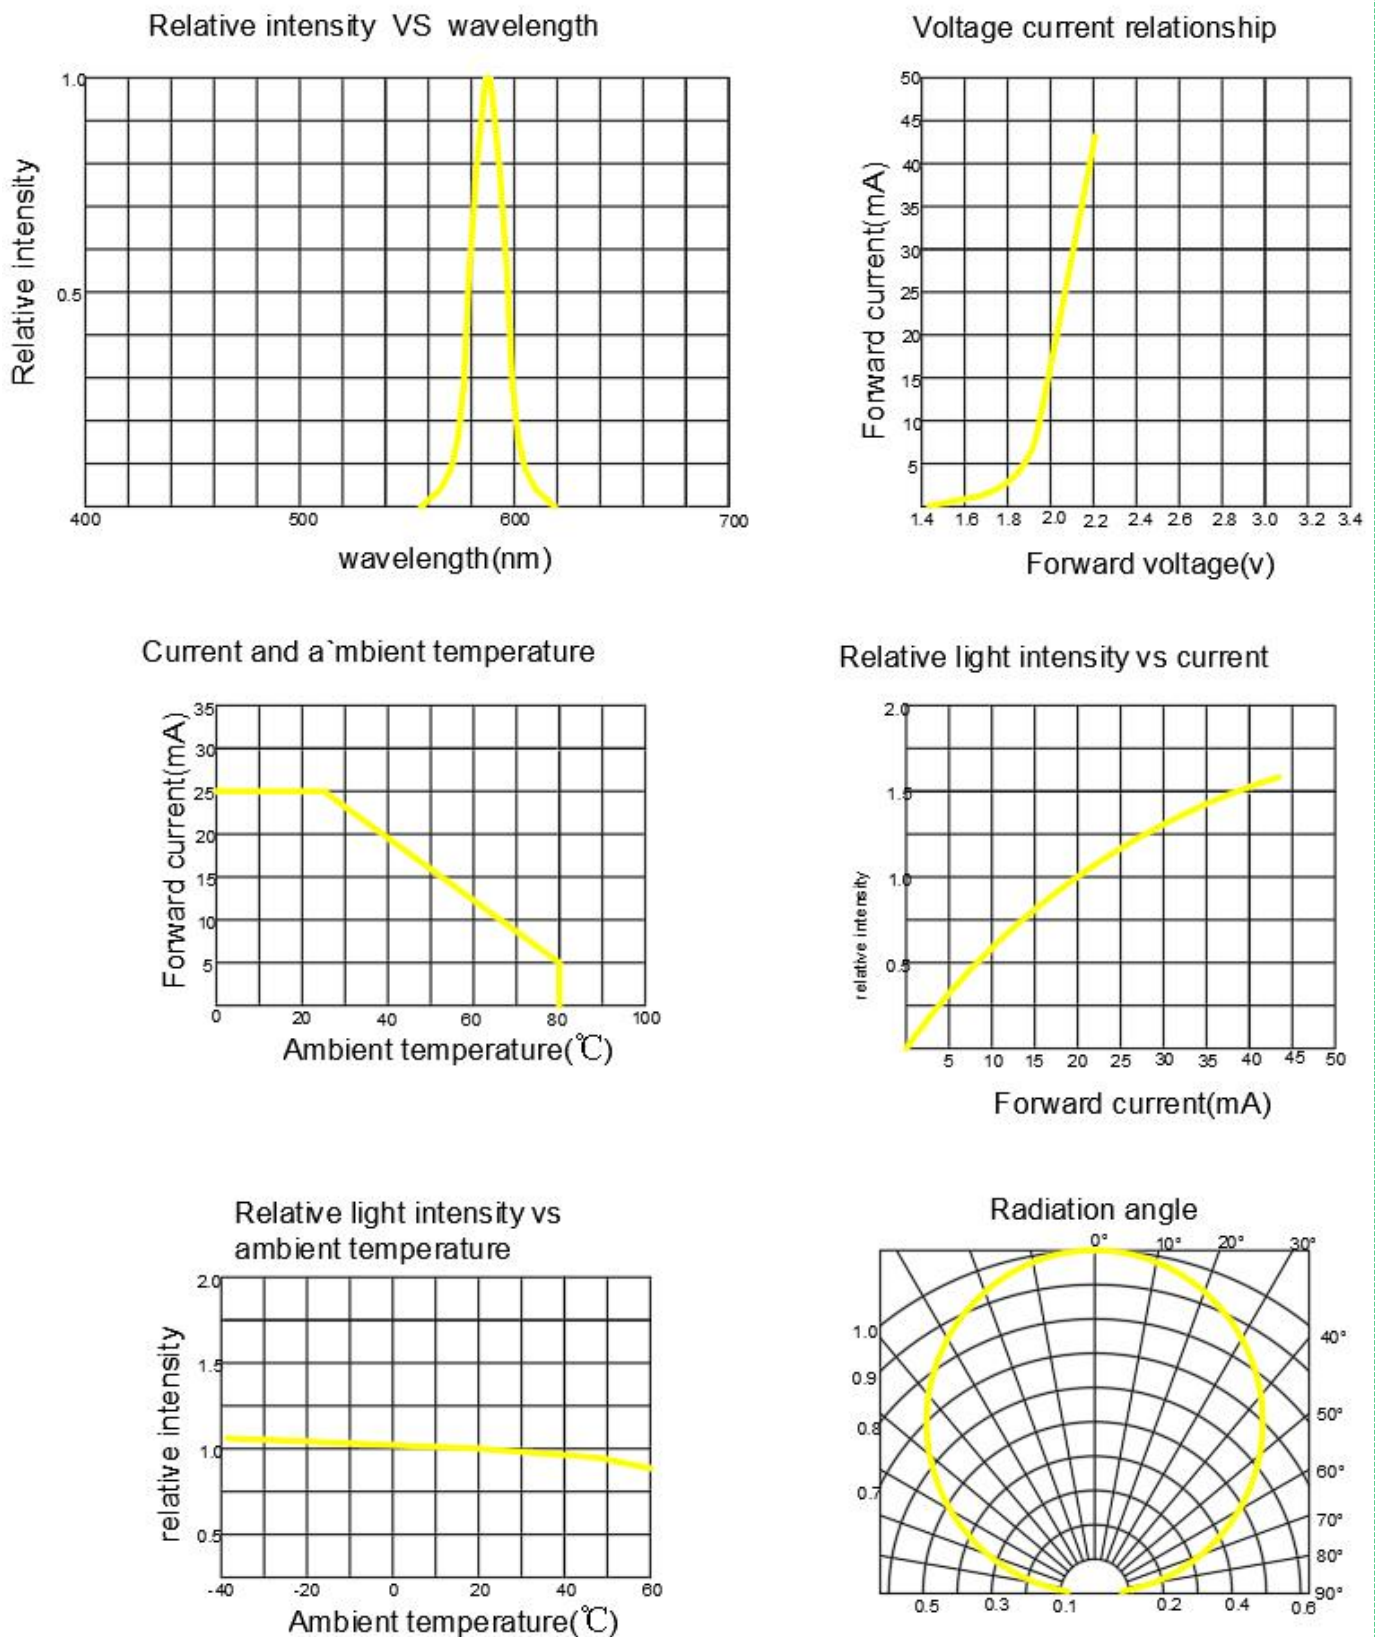 Relative intensity VS wavelength
Relative intensity
1.0
0.5
400 500 600 700
wavelength(nm)
Voltage current relationship
Forward current(mA)
50
45
40
35
30
25
20
15
10
5
1.4 1.6 1.8 2.0 2.2 2.4 2.6 2.8 3.0 3.2 3.4
Forward voltage(v)
Current and a`mbient temperature
Forward current(mA)
35
30
25
20
15
10
5
0 20 40 60 80 100
Ambient temperature(℃)
Relative light intensity vs current
relative intensity
2.0
1.5
1.0
0.5
5 10 15 20 25 30 35 40 45 50
Forward current(mA)
Relative light intensity vs
ambient temperature
relative intensity
2.0
1.5
1.0
0.5
-40 -20 0 20 40 60
Ambient temperature(℃)
Radiation angle
0° 10° 20° 30°
1.0 40°
0.9
0.8 50°
60°
0.7
70°
80°
90°
0.5 0.3 0.1 0.2 0.4 0.6